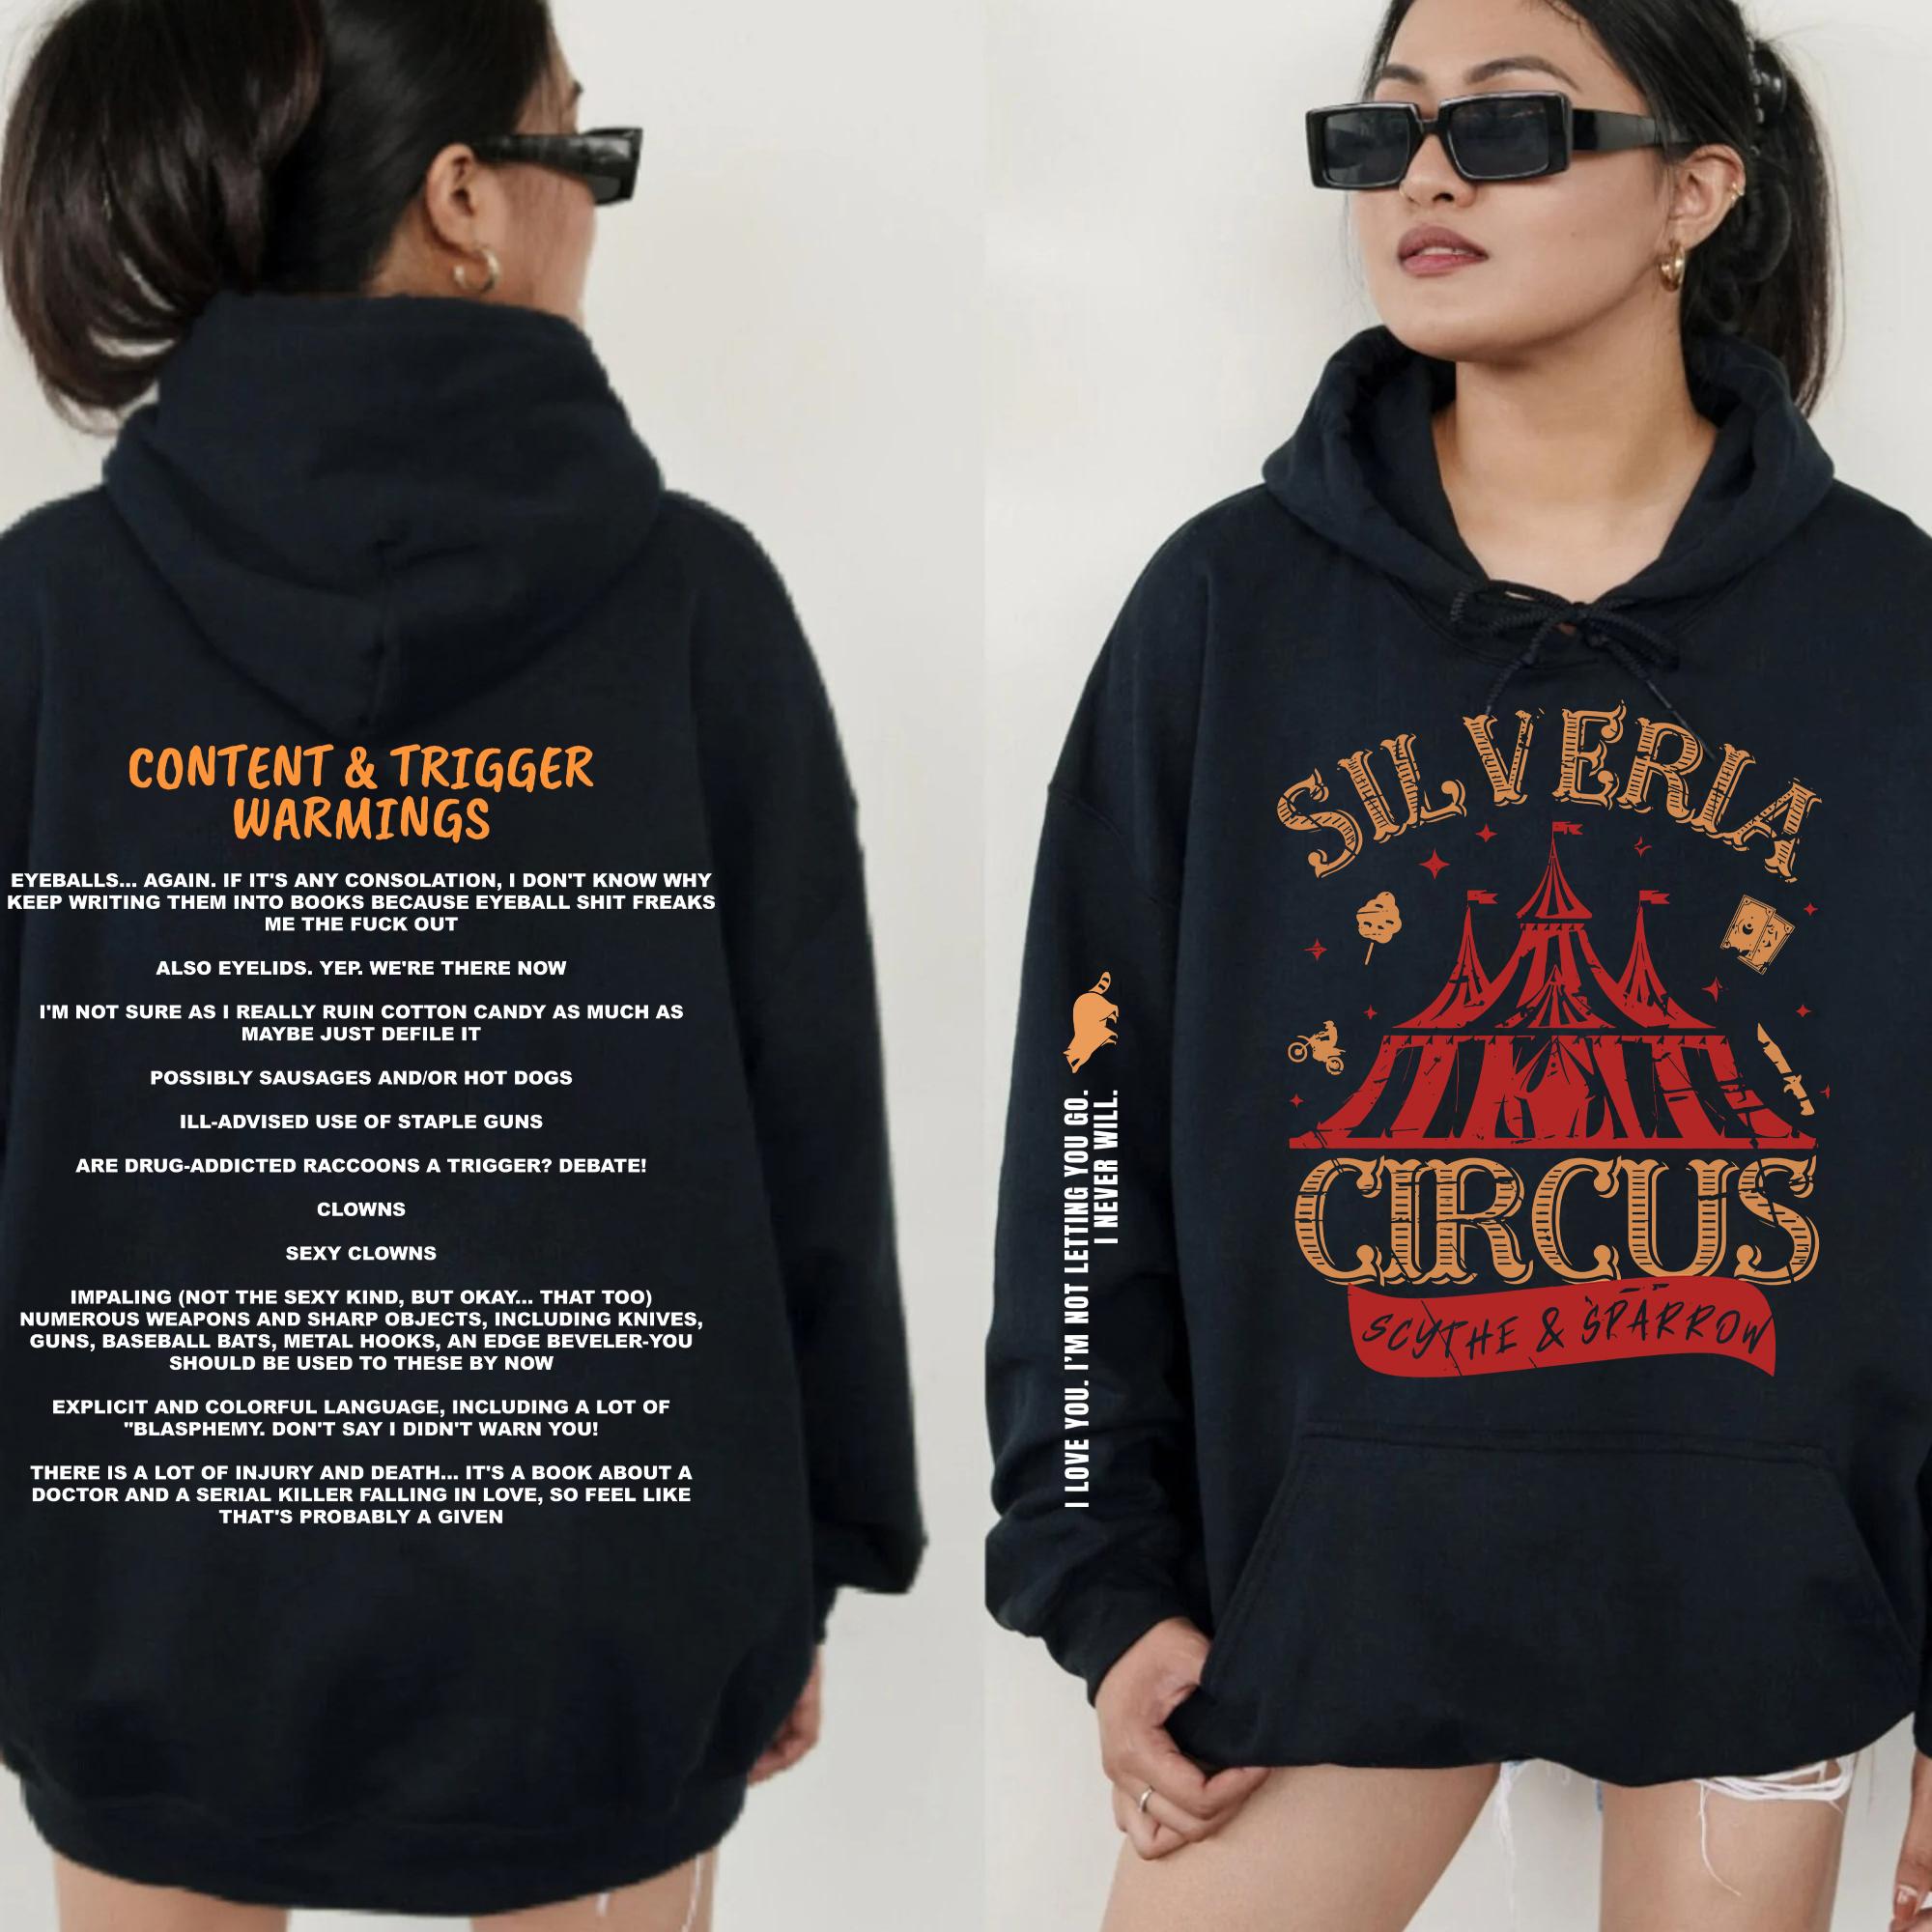 CONTENT & TRIGGER
WARMINGS
EYEBALLS... AGAIN. IF IT'S ANY CONSOLATION, I DON'T KNOW WHY
KEEP WRITING THEM INTO BOOKS BECAUSE EYEBALL SHIT FREAKS
ME THE FUCK OUT
ALSO EYELIDS. YEP. WE'RE THERE NOW
I'M NOT SURE AS I REALLY RUIN COTTON CANDY AS MUCH AS
MAYBE JUST DEFILE IT
POSSIBLY SAUSAGES AND/OR HOT DOGS
ILL-ADVISED USE OF STAPLE GUNS
ARE DRUG-ADDICTED RACCOONS A TRIGGER? DEBATE!
CLOWNS
SEXY CLOWNS
IMPALING (NOT THE SEXY KIND, BUT OKAY... THAT TOO)
NUMEROUS WEAPONS AND SHARP OBJECTS, INCLUDING KNIVES,
GUNS, BASEBALL BATS, METAL HOOKS, AN EDGE BEVELER-YOU
SHOULD BE USED TO THESE BY NOW
EXPLICIT AND COLORFUL LANGUAGE, INCLUDING A LOT OF
"BLASPHEMY. DON'T SAY I DIDN'T WARN YOU!
THERE IS A LOT OF INJURY AND DEATH... IT'S A BOOK ABOUT A
DOCTOR AND A SERIAL KILLER FALLING IN LOVE, SO FEEL LIKE
THAT'S PROBABLY A GIVEN
I LOVE YOU. I'M NOT LETTING YOU GO.
I NEVER WILL.
SILVERIA
CIRCUS
SCYTHE & SPARROW